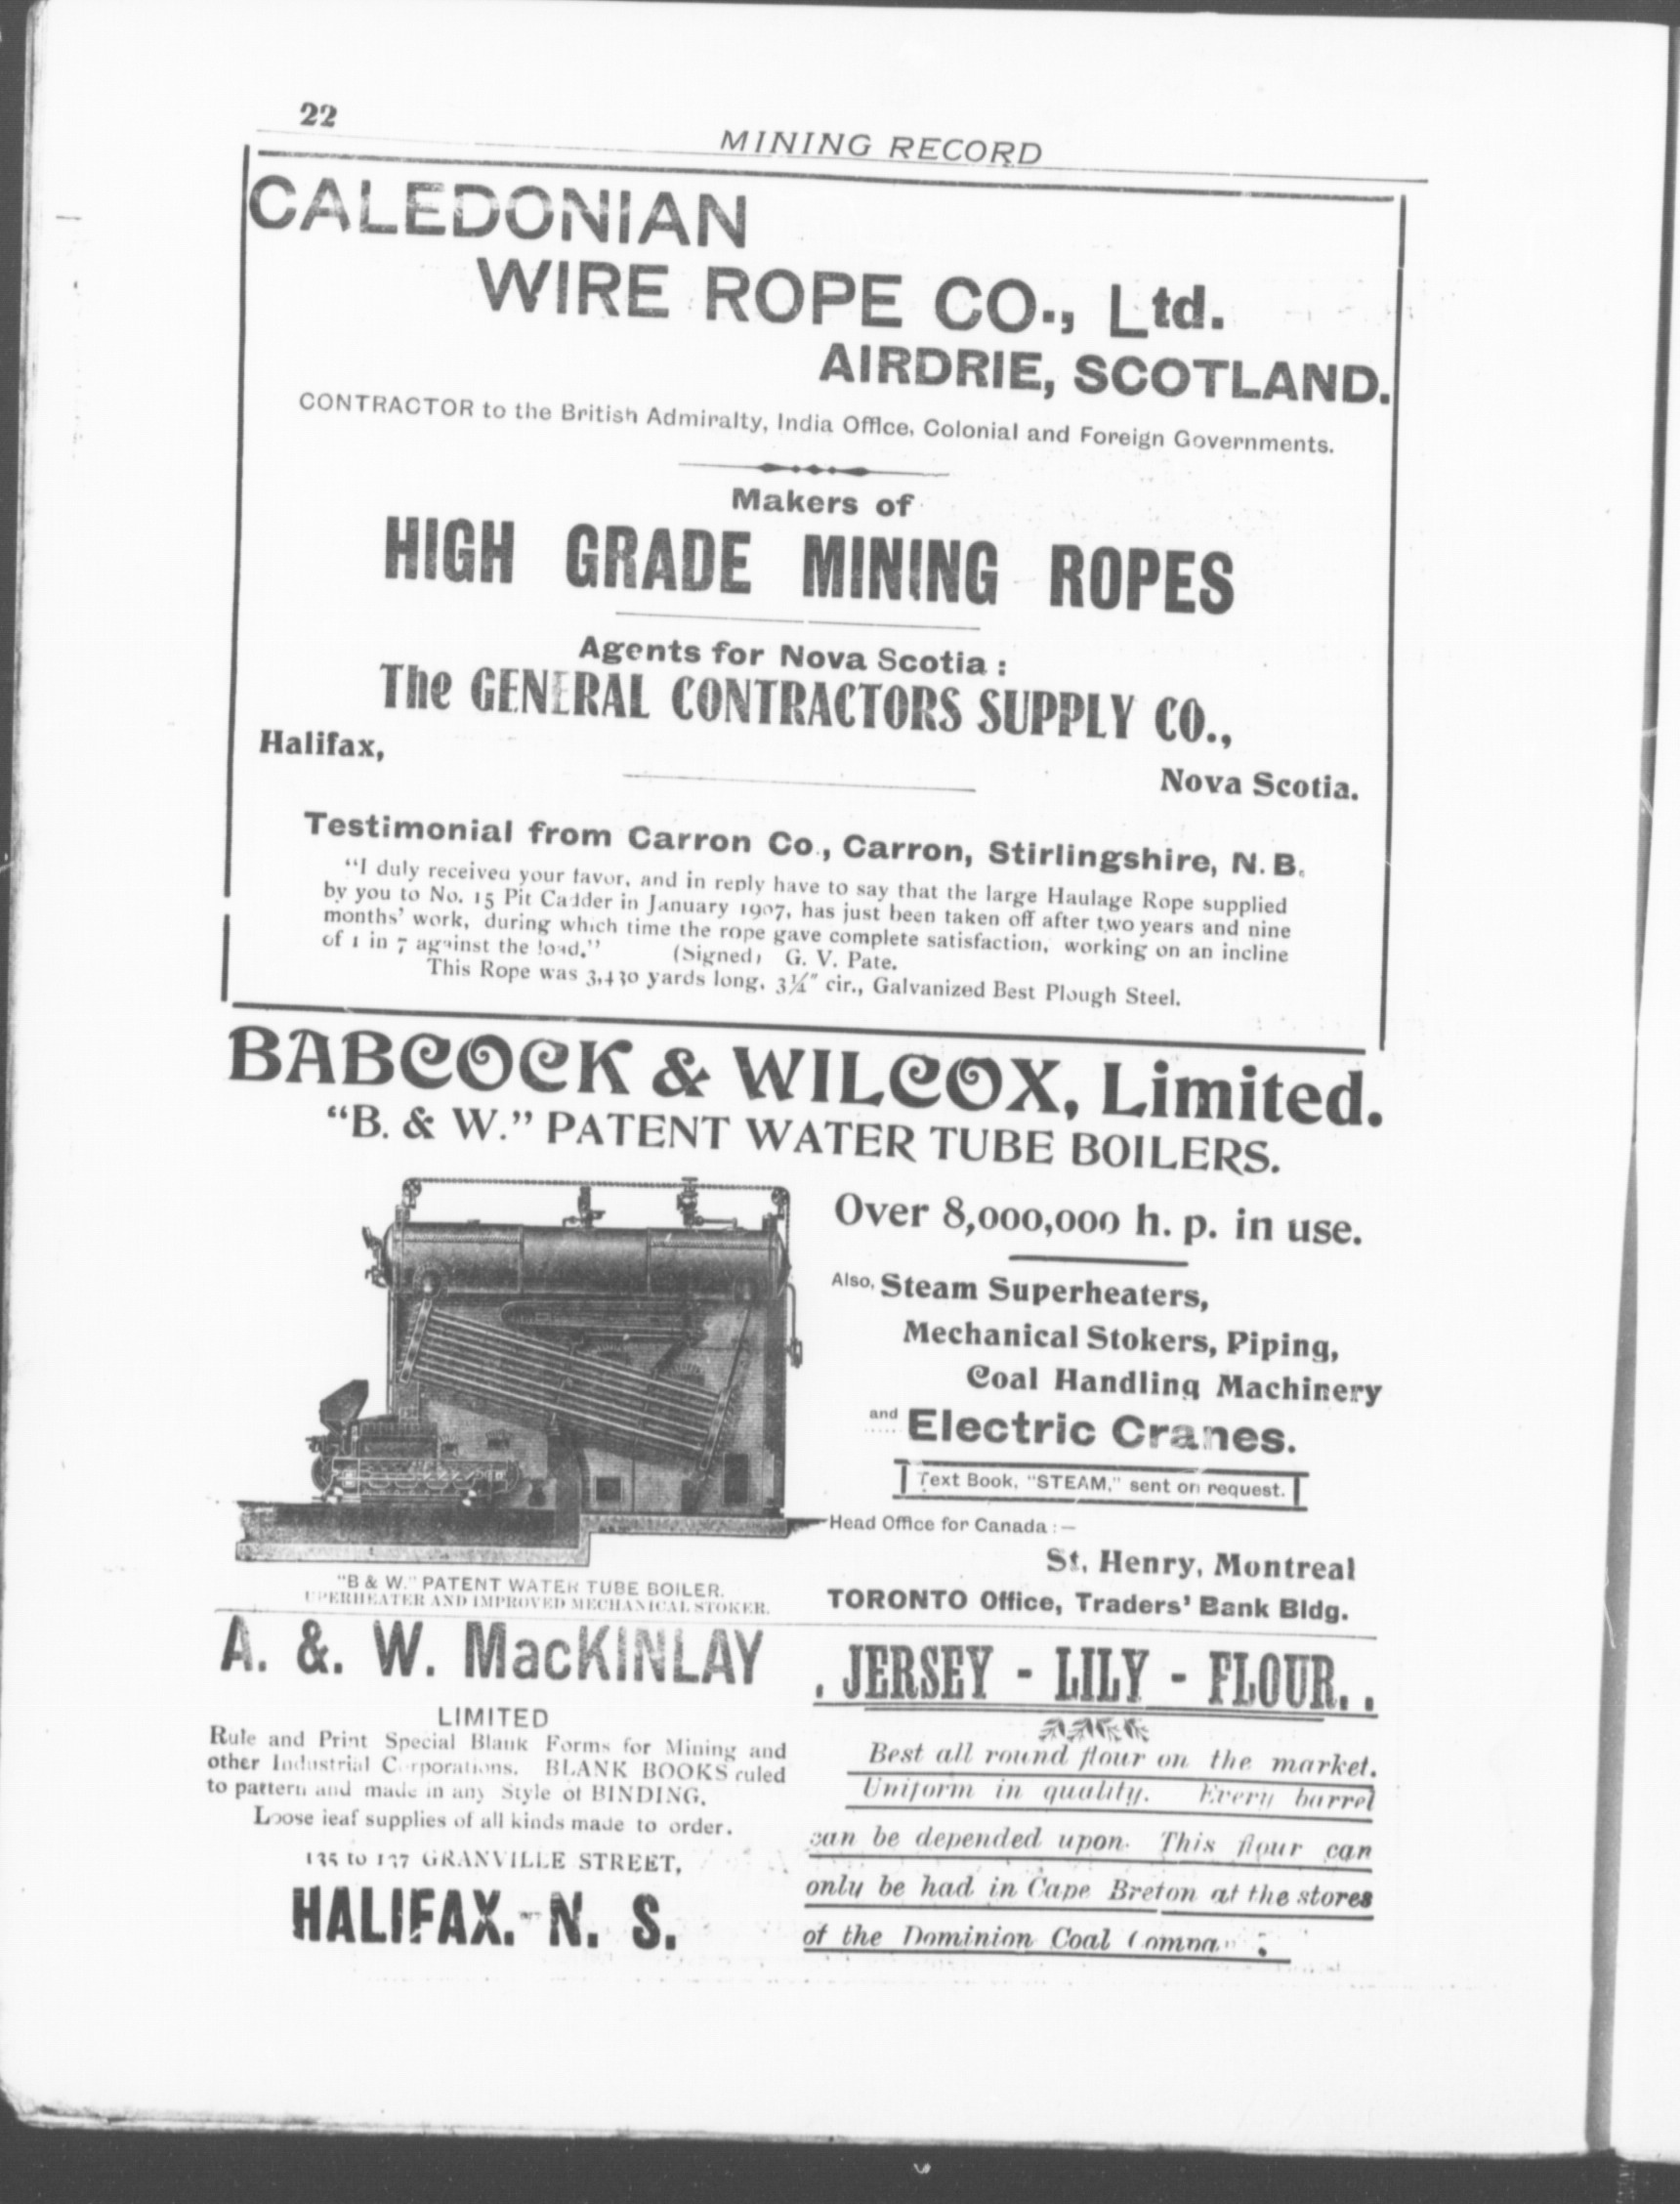 22
MINING RECORD
CALEDONIAN
WIRE ROPE CO., Ltd.
AIRDRIE, SCOTLAND.
CONTRACTOR to the British Admiralty, India Office, Colonial and Foreign Governments.
Makers of
HIGH GRADE MINING ROPES
Agents for Nova Scotia :
The GENERAL CONTRACTORS SUPPLY CO.,
Halifax,
Nova Scotia.
Testimonial from Carron Co., Carron, Stirlingshire, N. B.
"I duly received your favor, and in reply have to say that the large Haulage Rope supplied
by you to No. 15 Pit Cadder in January 1907, has just been taken off after two years and nine
months' work, during which time the rope gave complete satisfaction, working on an incline
of 1 in 7 against the load." (Signed) G. V. Pate.
This Rope was 3,430 yards long, 3¼" cir., Galvanized Best Plough Steel.
BABCOCK & WILCOX, Limited.
"B. & W." PATENT WATER TUBE BOILERS.
Over 8,000,000 h. p. in use.
Also, Steam Superheaters,
Mechanical Stokers, Piping,
Coal Handling Machinery
and Electric Cranes.
Text Book, "STEAM," sent on request.
Head Office for Canada :—
St. Henry, Montreal
TORONTO Office, Traders' Bank Bldg.
"B & W." PATENT WATER TUBE BOILER.
UPERHEATER AND IMPROVED MECHANICAL STOKER.
A. &. W. MacKINLAY
LIMITED
Rule and Print Special Blank Forms for Mining and
other Industrial Corporations. BLANK BOOKS ruled
to pattern and made in any Style of BINDING.
Loose leaf supplies of all kinds made to order.
135 to 137 GRANVILLE STREET,
HALIFAX. N. S.
. JERSEY - LILY - FLOUR. .
Best all round flour on the market.
Uniform in quality. Every barrel
can be depended upon. This flour can
only be had in Cape Breton at the stores
of the Dominion Coal